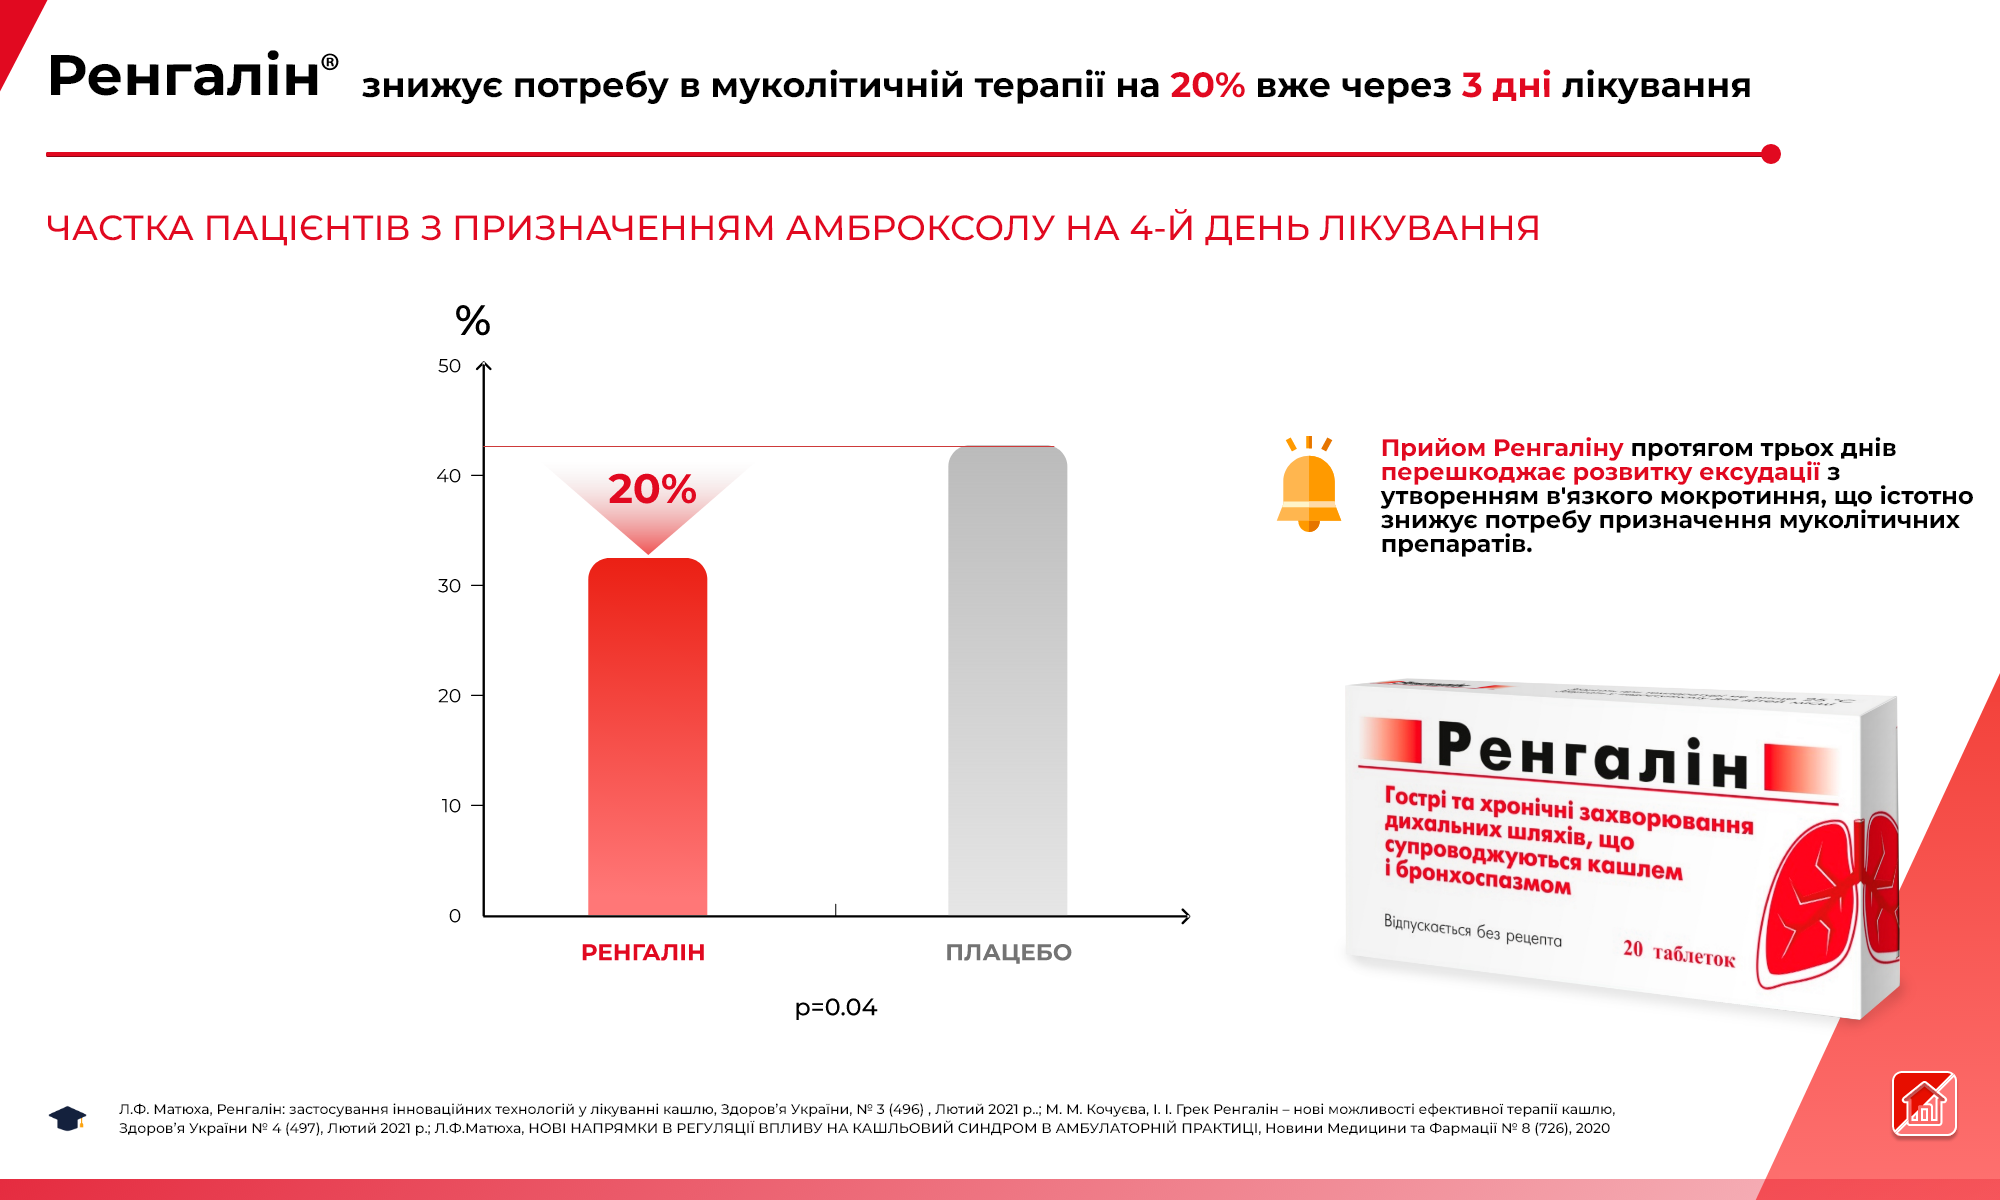 Ренгалін® знижує потребу в муколітичній терапії на 20% вже через 3 дні лікування
ЧАСТКА ПАЦІЄНТІВ З ПРИЗНАЧЕННЯМ АМБРОКСОЛУ НА 4-Й ДЕНЬ ЛІКУВАННЯ
%
50
40
30
20
10
0
20%
РЕНГАЛІН
ПЛАЦЕБО
p=0.04
Прийом Ренгаліну протягом трьох днів
перешкоджає розвитку ексудації з
утворенням в'язкого мокротиння, що істотно
знижує потребу призначення муколітичних
препаратів.
Ренгалін
Гострі та хронічні захворювання
дихальних шляхів, що
супроводжуються кашлем
і бронхоспазмом
Відпускається без рецепта
20 таблеток
Л.Ф. Матюха, Ренгалін: застосування інноваційних технологій у лікуванні кашлю, Здоров’я України, № 3 (496) , Лютий 2021 р..; М. М. Кочуєва, І. І. Грек Ренгалін – нові можливості ефективної терапії кашлю,
Здоров’я України № 4 (497), Лютий 2021 р.; Л.Ф.Матюха, НОВІ НАПРЯМКИ В РЕГУЛЯЦІЇ ВПЛИВУ НА КАШЛЬОВИЙ СИНДРОМ В АМБУЛАТОРНІЙ ПРАКТИЦІ, Новини Медицини та Фармації № 8 (726), 2020